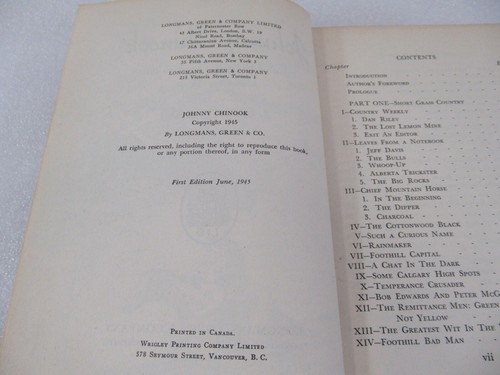 LONGMANS, GREEN & COMPANY LIMITED
of Paternoster Row
43 Albert Drive, London, S.W. 19
Nicol Road, Bombay
17 Chittaranjan Avenue, Calcutta
36A Mount Road, Madras
LONGMANS, GREEN & COMPANY
55 Fifth Avenue, New York 3
LONGMANS, GREEN & COMPANY
215 Victoria Street, Toronto 1
JOHNNY CHINOOK
Copyright 1945
By LONGMANS, GREEN & CO.
All rights reserved, including the right to reproduce this book,
or any portion thereof, in any form
First Edition June, 1945
PRINTED IN CANADA.
WRIGLEY PRINTING COMPANY LIMITED
578 SEYMOUR STREET, VANCOUVER, B. C.
CONTENTS
Chapter
INTRODUCTION
AUTHOR'S FOREWORD
PROLOGUE
PART ONE—SHORT GRASS COUNTRY
I—COUNTRY WEEKLY
1. DAN RILEY
2. THE LOST LEMON MINE
3. EXIT AN EDITOR
II—LEAVES FROM A NOTEBOOK
1. JEFF DAVIS
2. THE BULLS
3. WHOOP-UP
4. ALBERTA TRICKSTER
5. THE BIG ROCKS
III—CHIEF MOUNTAIN HORSE
1. IN THE BEGINNING
2. THE DIPPER
3. CHARCOAL
IV—THE COTTONWOOD BLACK
V—SUCH A CURIOUS NAME
VI—RAINMAKER
VII—FOOTHILL CAPITAL
VIII—A CHAT IN THE DARK
IX—SOME CALGARY HIGH SPOTS
X—TEMPERANCE CRUSADER
XI—BOB EDWARDS AND PETER MCG
XII—THE REMITTANCE MEN: GREEN
NOT YELLOW
XIII—THE GREATEST WIT IN THE
XIV—FOOTHILL BAD MAN
vii